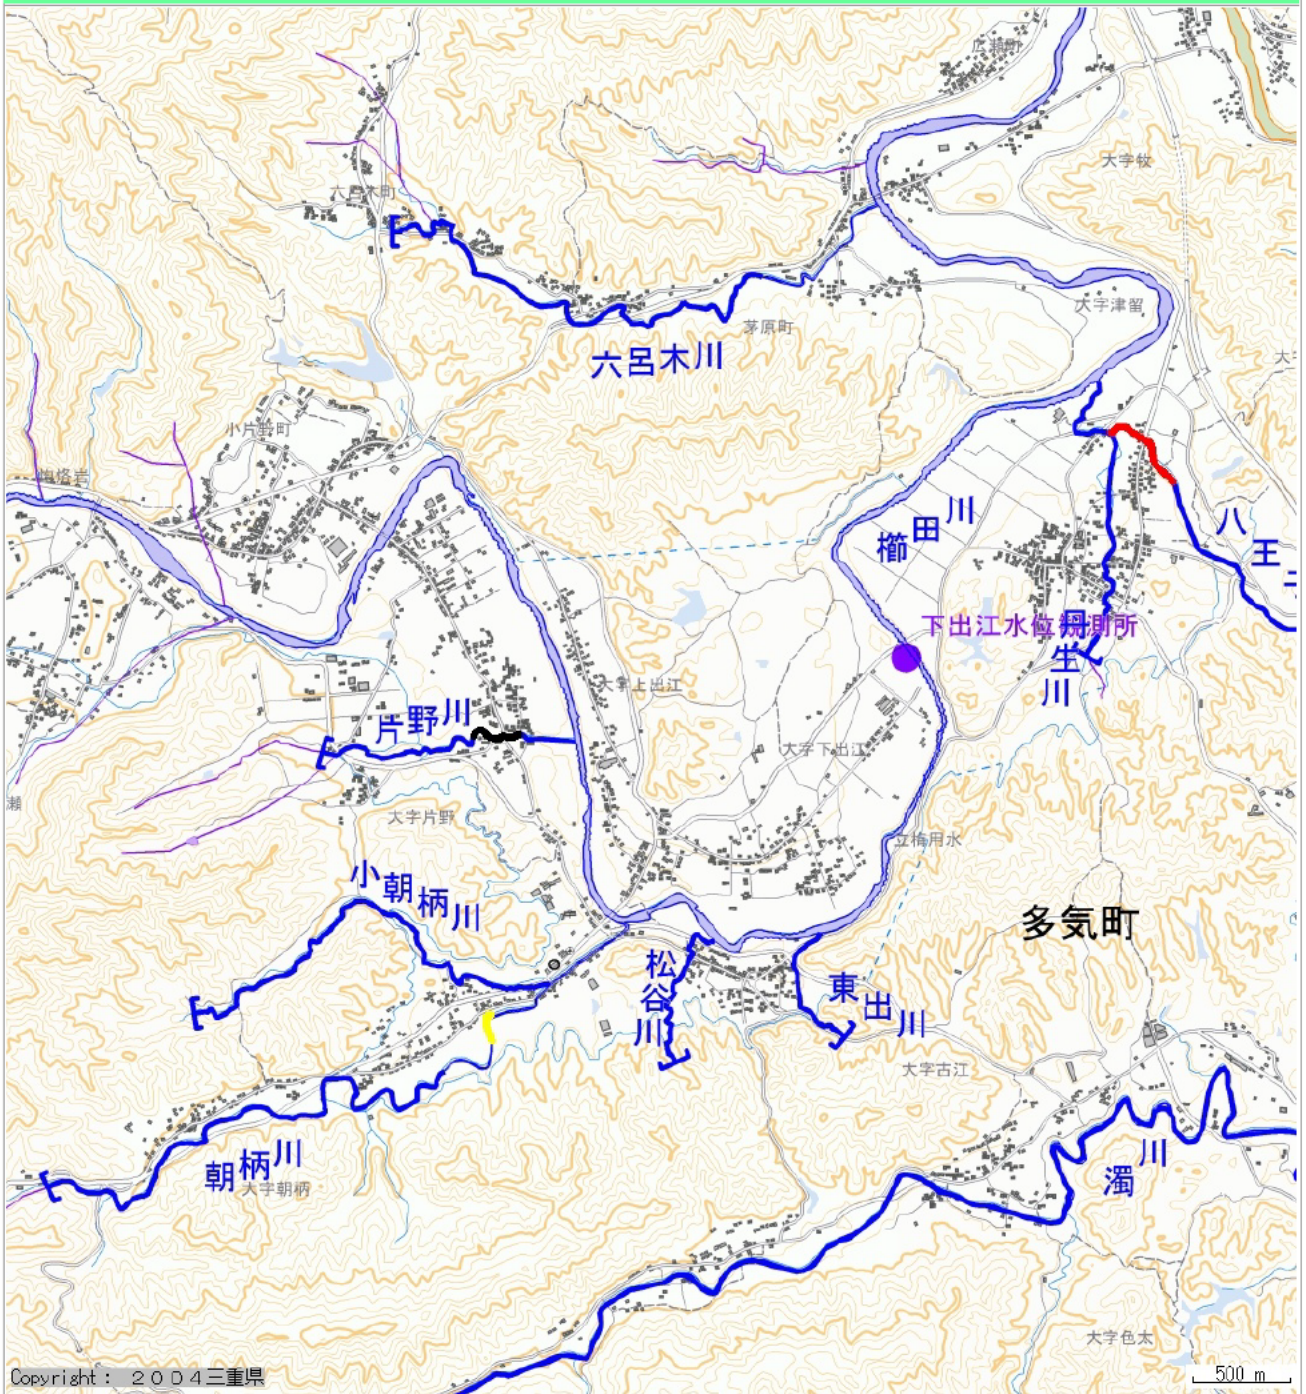 広瀬町
大字牧
六呂木町
大字津留
茅原町
六呂木川
小片野町
櫛田川
八王
下出江水位観測所
丹生川
大字上出江
片野川
大字下出江
瀬
大字片野
立梅用水
小朝柄川
多気町
松谷川
東出川
大字古江
濁川
朝柄川
大字朝柄
大字色太
Copyright： ２００４三重県
500 m